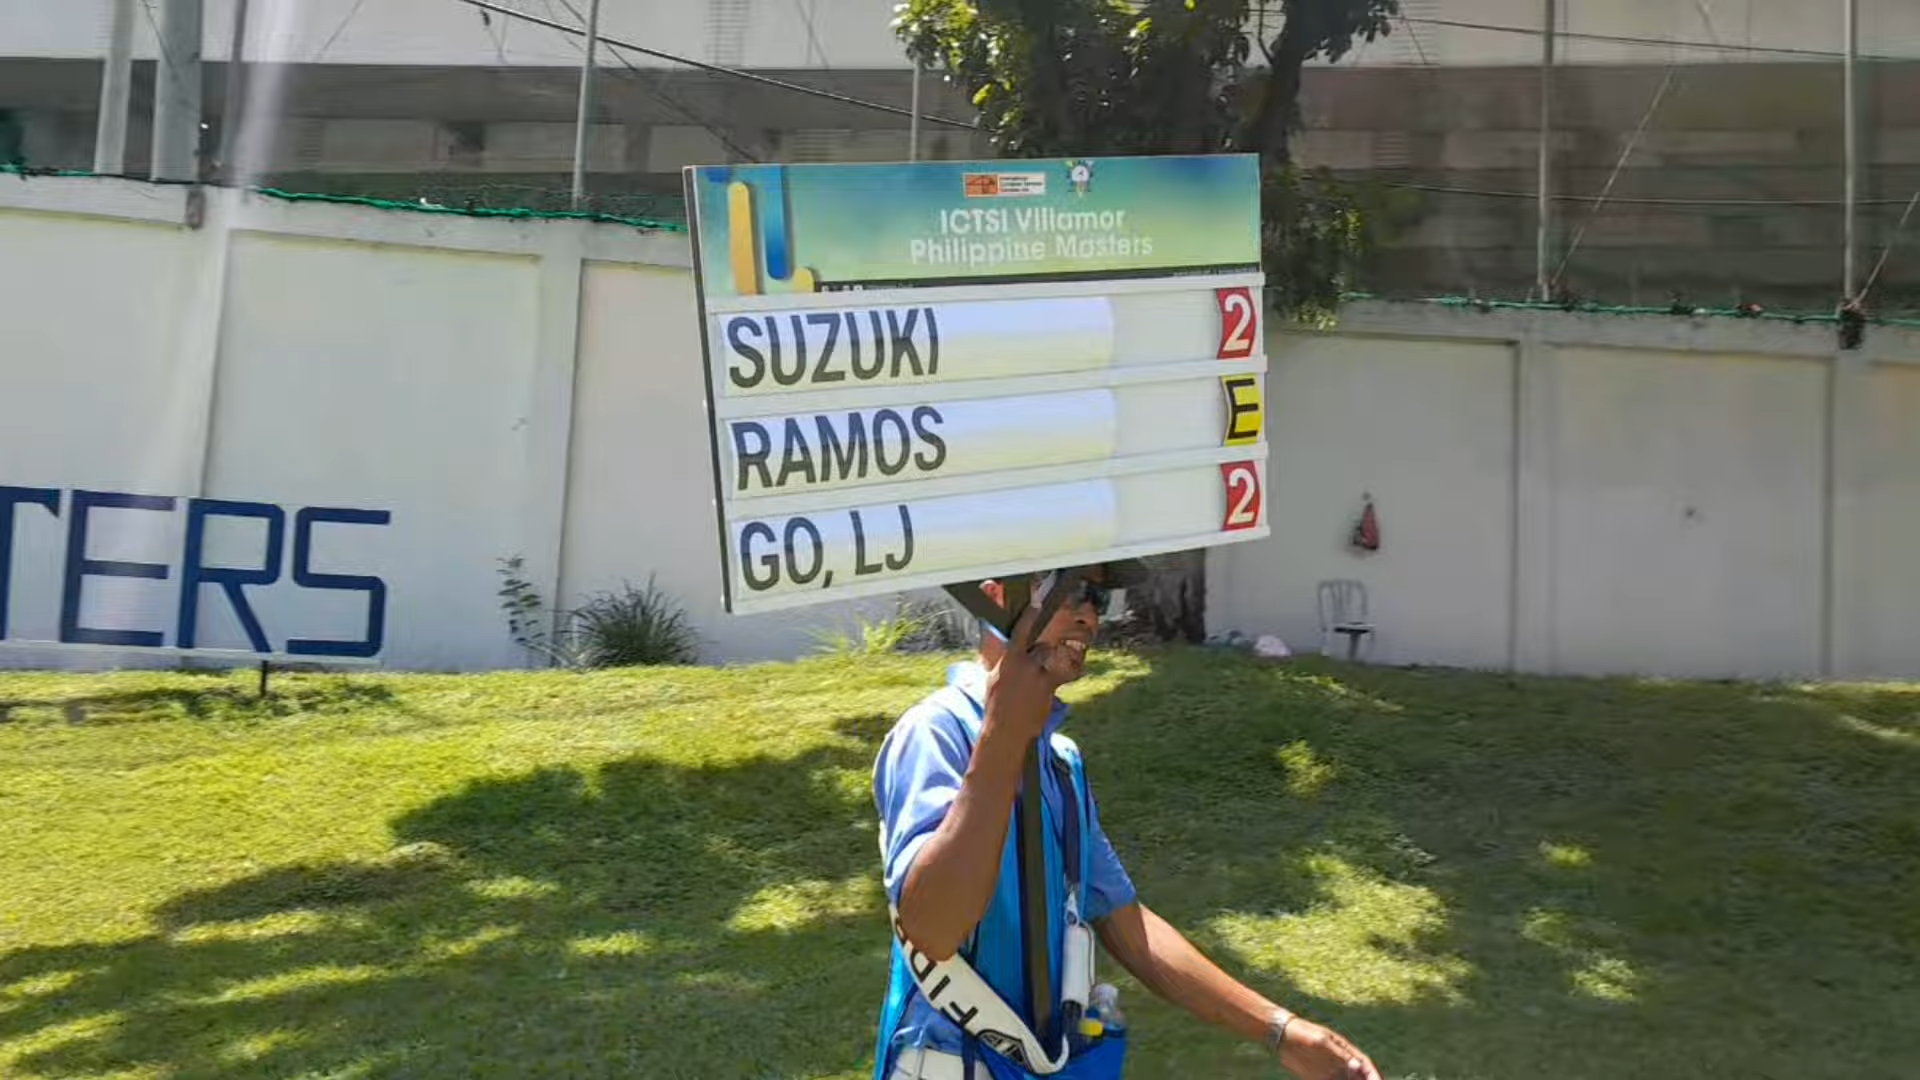 ICTSI Villamor
Philippine Masters
SUZUKI 2
RAMOS E
GO, LJ 2
TERS